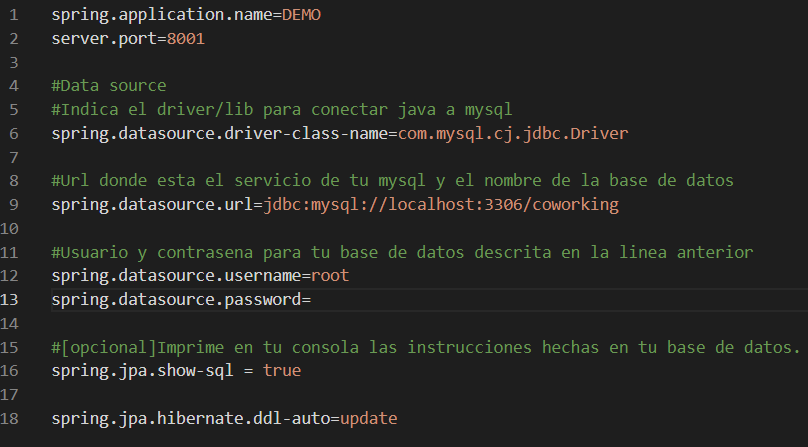 1 spring.application.name=DEMO
2 server.port=8001
3
4 #Data source
5 #Indica el driver/lib para conectar java a mysql
6 spring.datasource.driver-class-name=com.mysql.cj.jdbc.Driver
7
8 #Url donde esta el servicio de tu mysql y el nombre de la base de datos
9 spring.datasource.url=jdbc:mysql://localhost:3306/coworking
10
11 #Usuario y contrasena para tu base de datos descrita en la linea anterior
12 spring.datasource.username=root
13 spring.datasource.password=
14
15 #[opcional]Imprime en tu consola las instrucciones hechas en tu base de datos.
16 spring.jpa.show-sql = true
17
18 spring.jpa.hibernate.ddl-auto=update